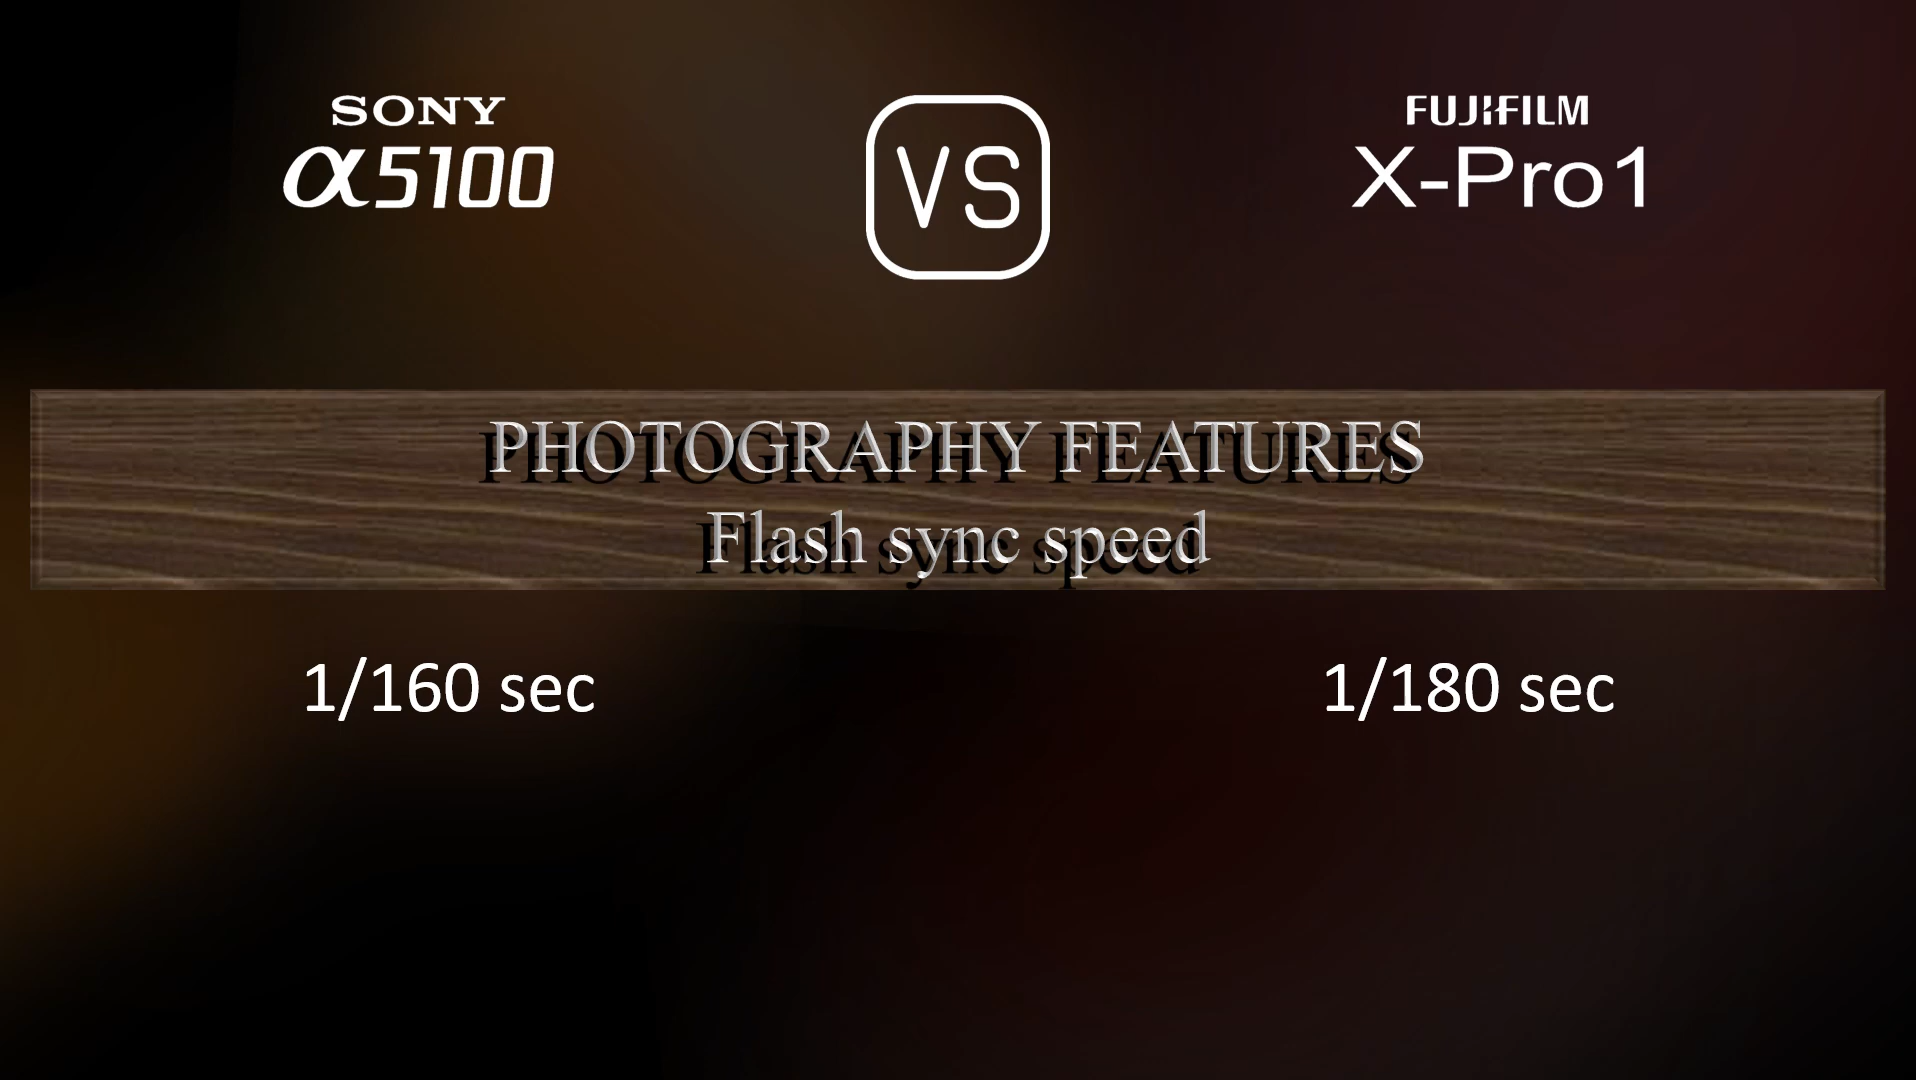 SONY
α5100
VS
FUJIFILM
X-Pro1
PHOTOGRAPHY FEATURES
Flash sync speed
1/160 sec
1/180 sec